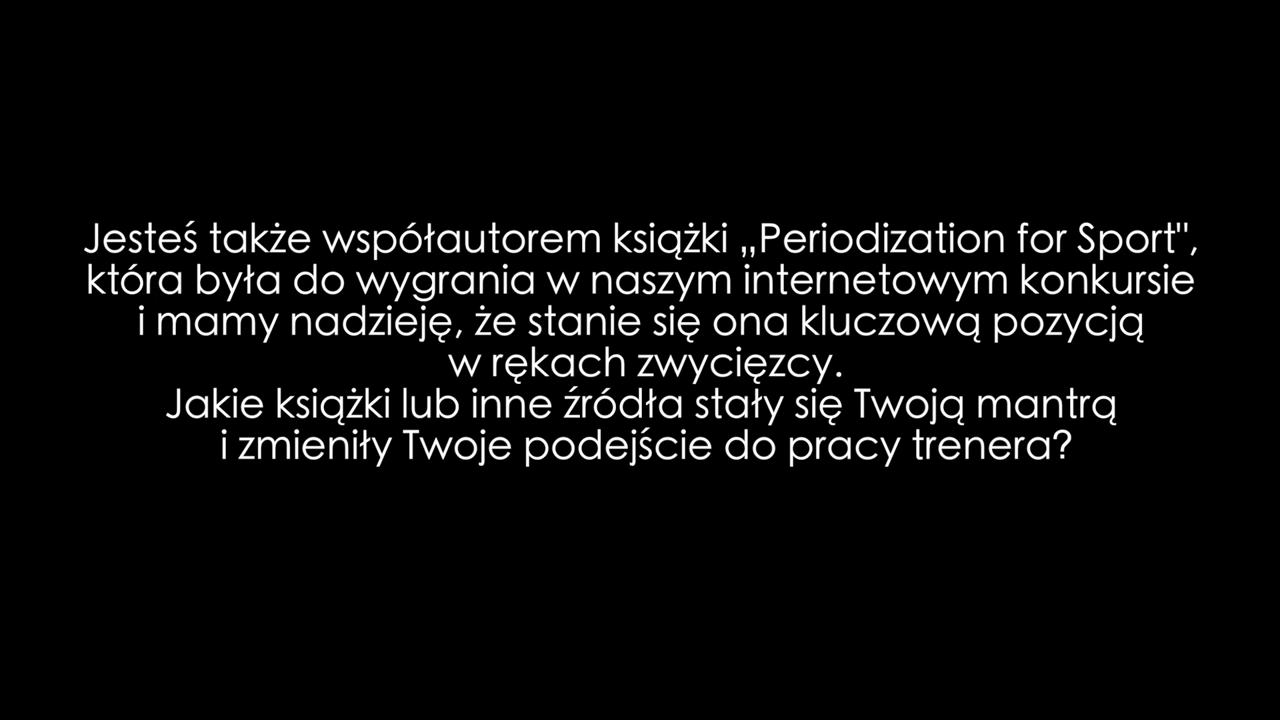 Jesteś także współautorem książki „Periodization for Sport",
która była do wygrania w naszym internetowym konkursie
i mamy nadzieję, że stanie się ona kluczową pozycją
w rękach zwycięzcy.
Jakie książki lub inne źródła stały się Twoją mantrą
i zmieniły Twoje podejście do pracy trenera?